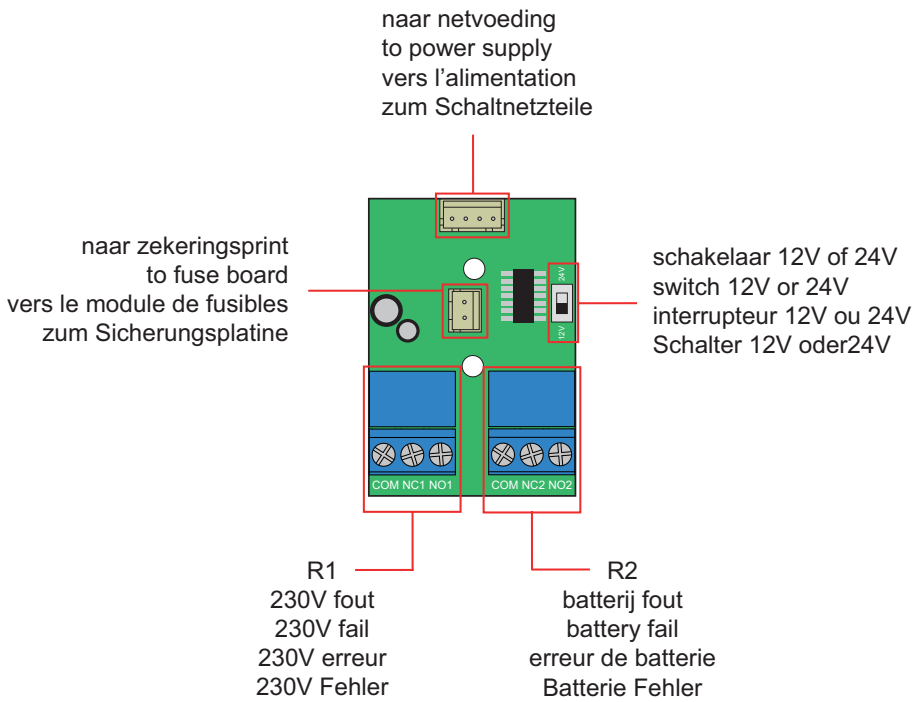 naar netvoeding
to power supply
vers l'alimentation
zum Schaltnetzteile
naar zekeringsprint
to fuse board
vers le module de fusibles
zum Sicherungsplatine
24V
12V
schakelaar 12V of 24V
switch 12V or 24V
interrupteur 12V ou 24V
Schalter 12V oder24V
COM NC1 NO1
COM NC2 NO2
R1
230V fout
230V fail
230V erreur
230V Fehler
R2
batterij fout
battery fail
erreur de batterie
Batterie Fehler